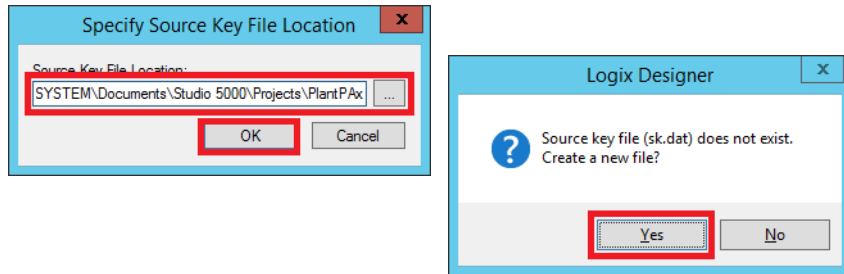 Specify Source Key File Location
x
Source Key File Location:
SYSTEM\Documents\Studio 5000\Projects\PlantPAx
...
OK
Cancel
Logix Designer
x
Source key file (sk.dat) does not exist.
Create a new file?
Yes
No